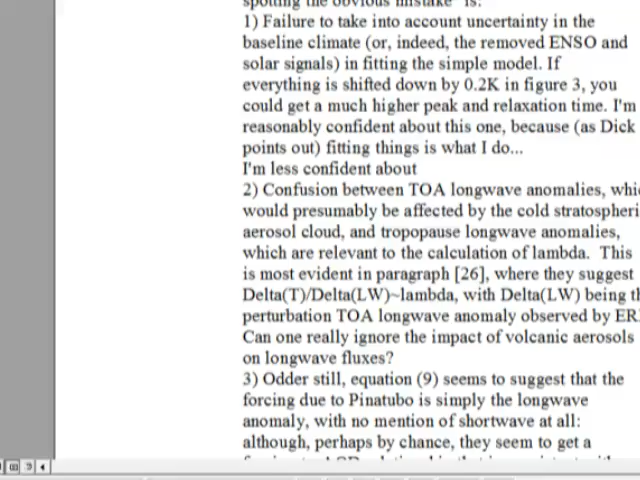 spotting the obvious mistake" is:
1) Failure to take into account uncertainty in the
baseline climate (or, indeed, the removed ENSO and
solar signals) in fitting the simple model. If
everything is shifted down by 0.2K in figure 3, you
could get a much higher peak and relaxation time. I'm
reasonably confident about this one, because (as Dick
points out) fitting things is what I do...
I'm less confident about
2) Confusion between TOA longwave anomalies,
would presumably be affected by the cold
aerosol cloud, and tropopause longwave anomalies,
which are relevant to the calculation of lambda. This
is most evident in paragraph [26], where they suggest
Delta(T)/Delta(LW)~lambda, with Delta(LW) being
perturbation TOA longwave anomaly observed by
Can one really ignore the impact of volcanic aerosols
on longwave fluxes?
3) Odder still, equation (9) seems to suggest that the
forcing due to Pinatubo is simply the longwave
anomaly, with no mention of shortwave at all:
although, perhaps by chance, they seem to get a